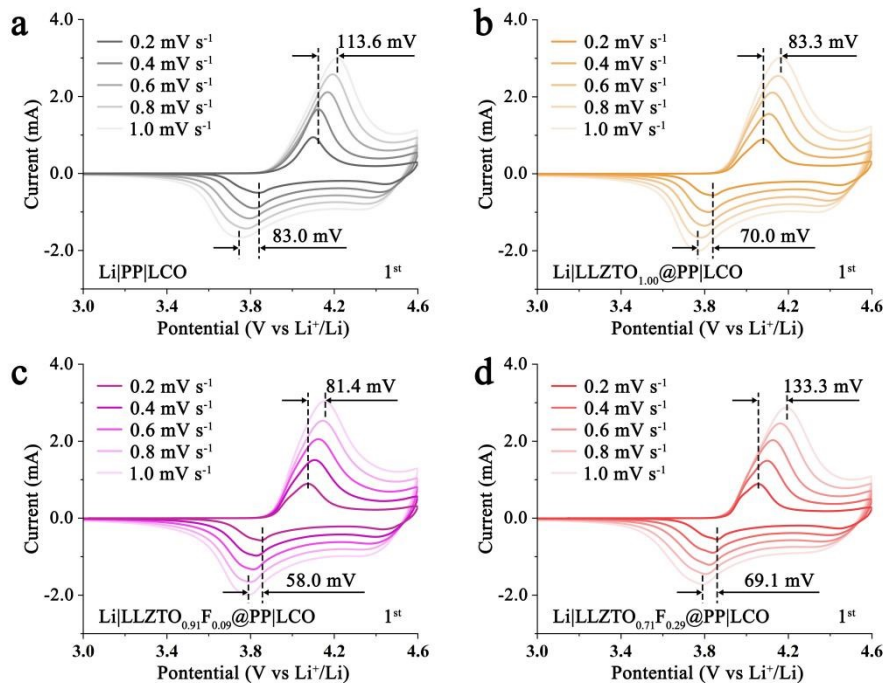 a
0.2 mV s⁻¹
0.4 mV s⁻¹
0.6 mV s⁻¹
0.8 mV s⁻¹
1.0 mV s⁻¹
113.6 mV
83.0 mV
Li|PP|LCO
1ˢᵗ
4.0
2.0
0.0
-2.0
Current (mA)
3.0 3.4 3.8 4.2 4.6
Pontential (V vs Li⁺/Li)
b
0.2 mV s⁻¹
0.4 mV s⁻¹
0.6 mV s⁻¹
0.8 mV s⁻¹
1.0 mV s⁻¹
83.3 mV
70.0 mV
Li|LLZTO₁.₀₀@PP|LCO
1ˢᵗ
4.0
2.0
0.0
-2.0
Current (mA)
3.0 3.4 3.8 4.2 4.6
Pontential (V vs Li⁺/Li)
c
0.2 mV s⁻¹
0.4 mV s⁻¹
0.6 mV s⁻¹
0.8 mV s⁻¹
1.0 mV s⁻¹
81.4 mV
58.0 mV
Li|LLZTO₀.₉₁F₀.₀₉@PP|LCO
1ˢᵗ
4.0
2.0
0.0
-2.0
Current (mA)
3.0 3.4 3.8 4.2 4.6
Pontential (V vs Li⁺/Li)
d
0.2 mV s⁻¹
0.4 mV s⁻¹
0.6 mV s⁻¹
0.8 mV s⁻¹
1.0 mV s⁻¹
133.3 mV
69.1 mV
Li|LLZTO₀.₇₁F₀.₂₉@PP|LCO
1ˢᵗ
4.0
2.0
0.0
-2.0
Current (mA)
3.0 3.4 3.8 4.2 4.6
Pontential (V vs Li⁺/Li)